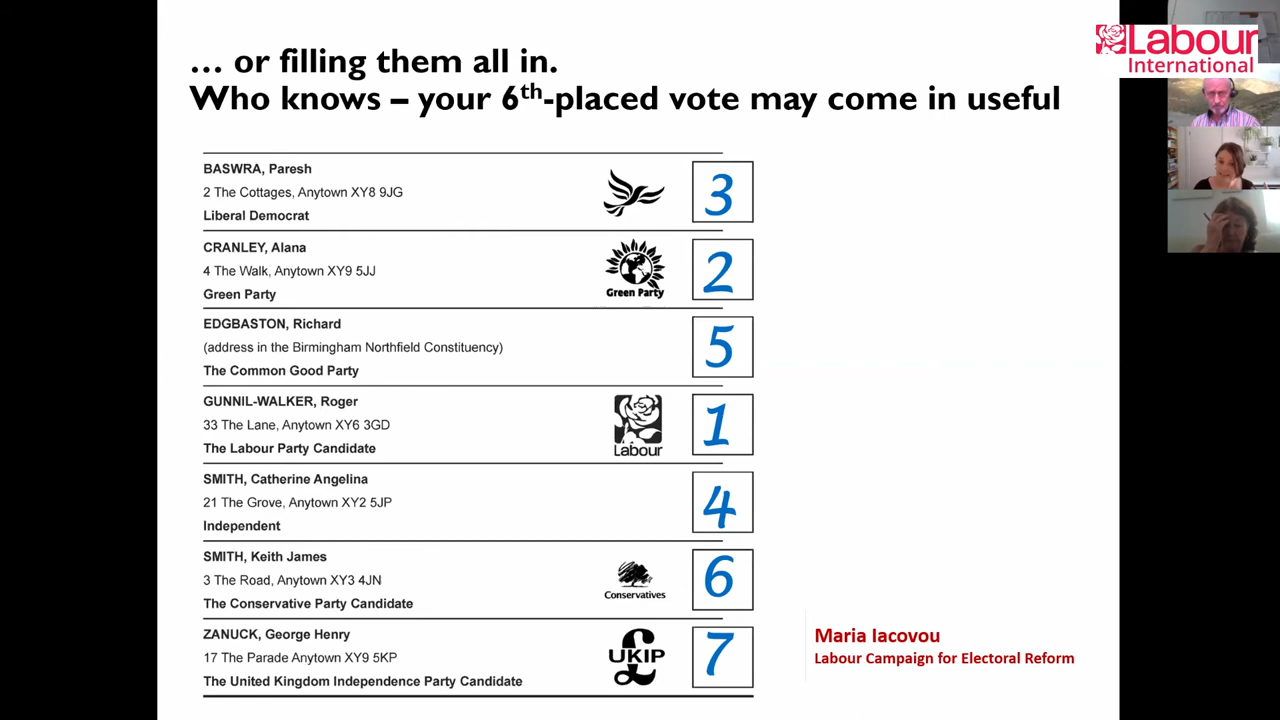 … or filling them all in.
Who knows – your 6th-placed vote may come in useful
Labour
International
BASWRA, Paresh
2 The Cottages, Anytown XY8 9JG
Liberal Democrat
3
CRANLEY, Alana
4 The Walk, Anytown XY9 5JJ
Green Party
Green Party
2
EDGBASTON, Richard
(address in the Birmingham Northfield Constituency)
The Common Good Party
5
GUNNIL-WALKER, Roger
33 The Lane, Anytown XY6 3GD
The Labour Party Candidate
Labour
1
SMITH, Catherine Angelina
21 The Grove, Anytown XY2 5JP
Independent
4
SMITH, Keith James
3 The Road, Anytown XY3 4JN
The Conservative Party Candidate
Conservatives
6
ZANUCK, George Henry
17 The Parade Anytown XY9 5KP
The United Kingdom Independence Party Candidate
£
UKIP
7
Maria Iacovou
Labour Campaign for Electoral Reform